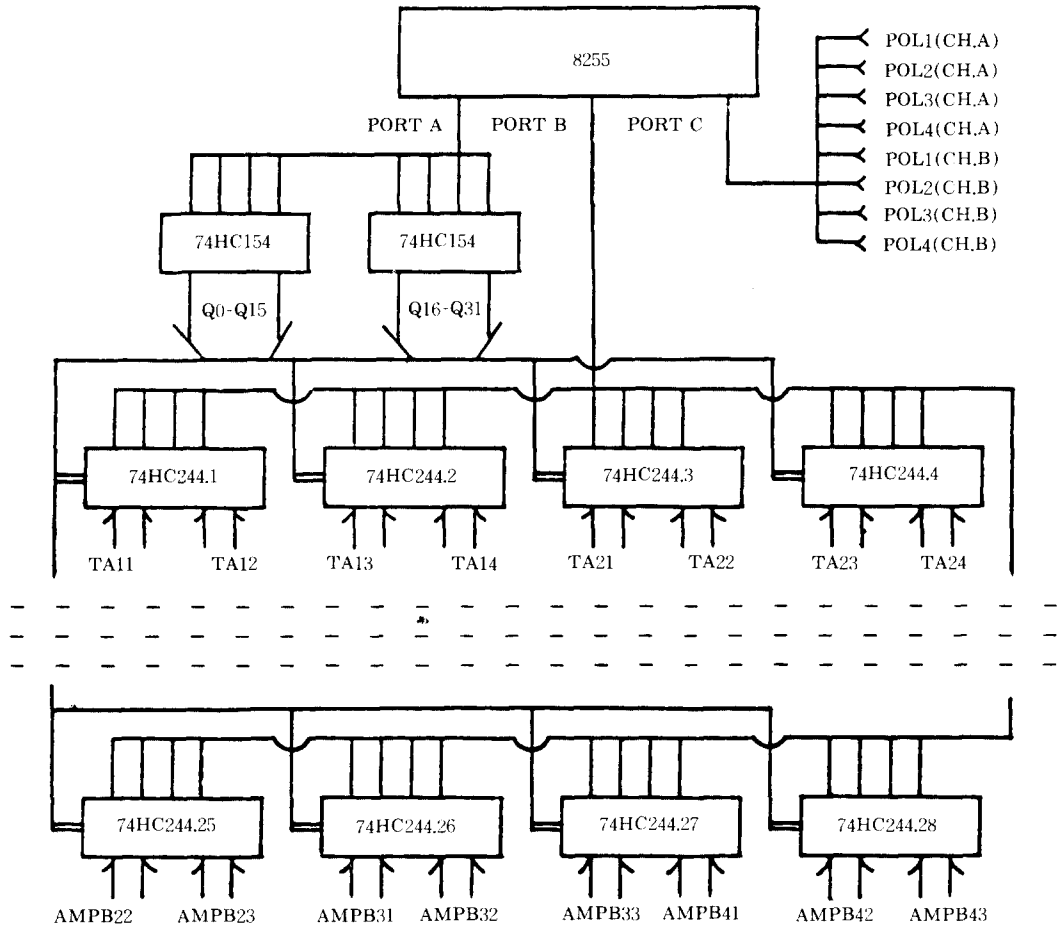 8255
POL1(CH.A)
POL2(CH.A)
POL3(CH.A)
POL4(CH.A)
POL1(CH.B)
POL2(CH.B)
POL3(CH.B)
POL4(CH.B)
PORT A PORT B PORT C
74HC154 74HC154
Q0-Q15 Q16-Q31
74HC244.1 74HC244.2 74HC244.3 74HC244.4
TA11 TA12 TA13 TA14 TA21 TA22 TA23 TA24
74HC244.25 74HC244.26 74HC244.27 74HC244.28
AMPB22 AMPB23 AMPB31 AMPB32 AMPB33 AMPB41 AMPB42 AMPB43